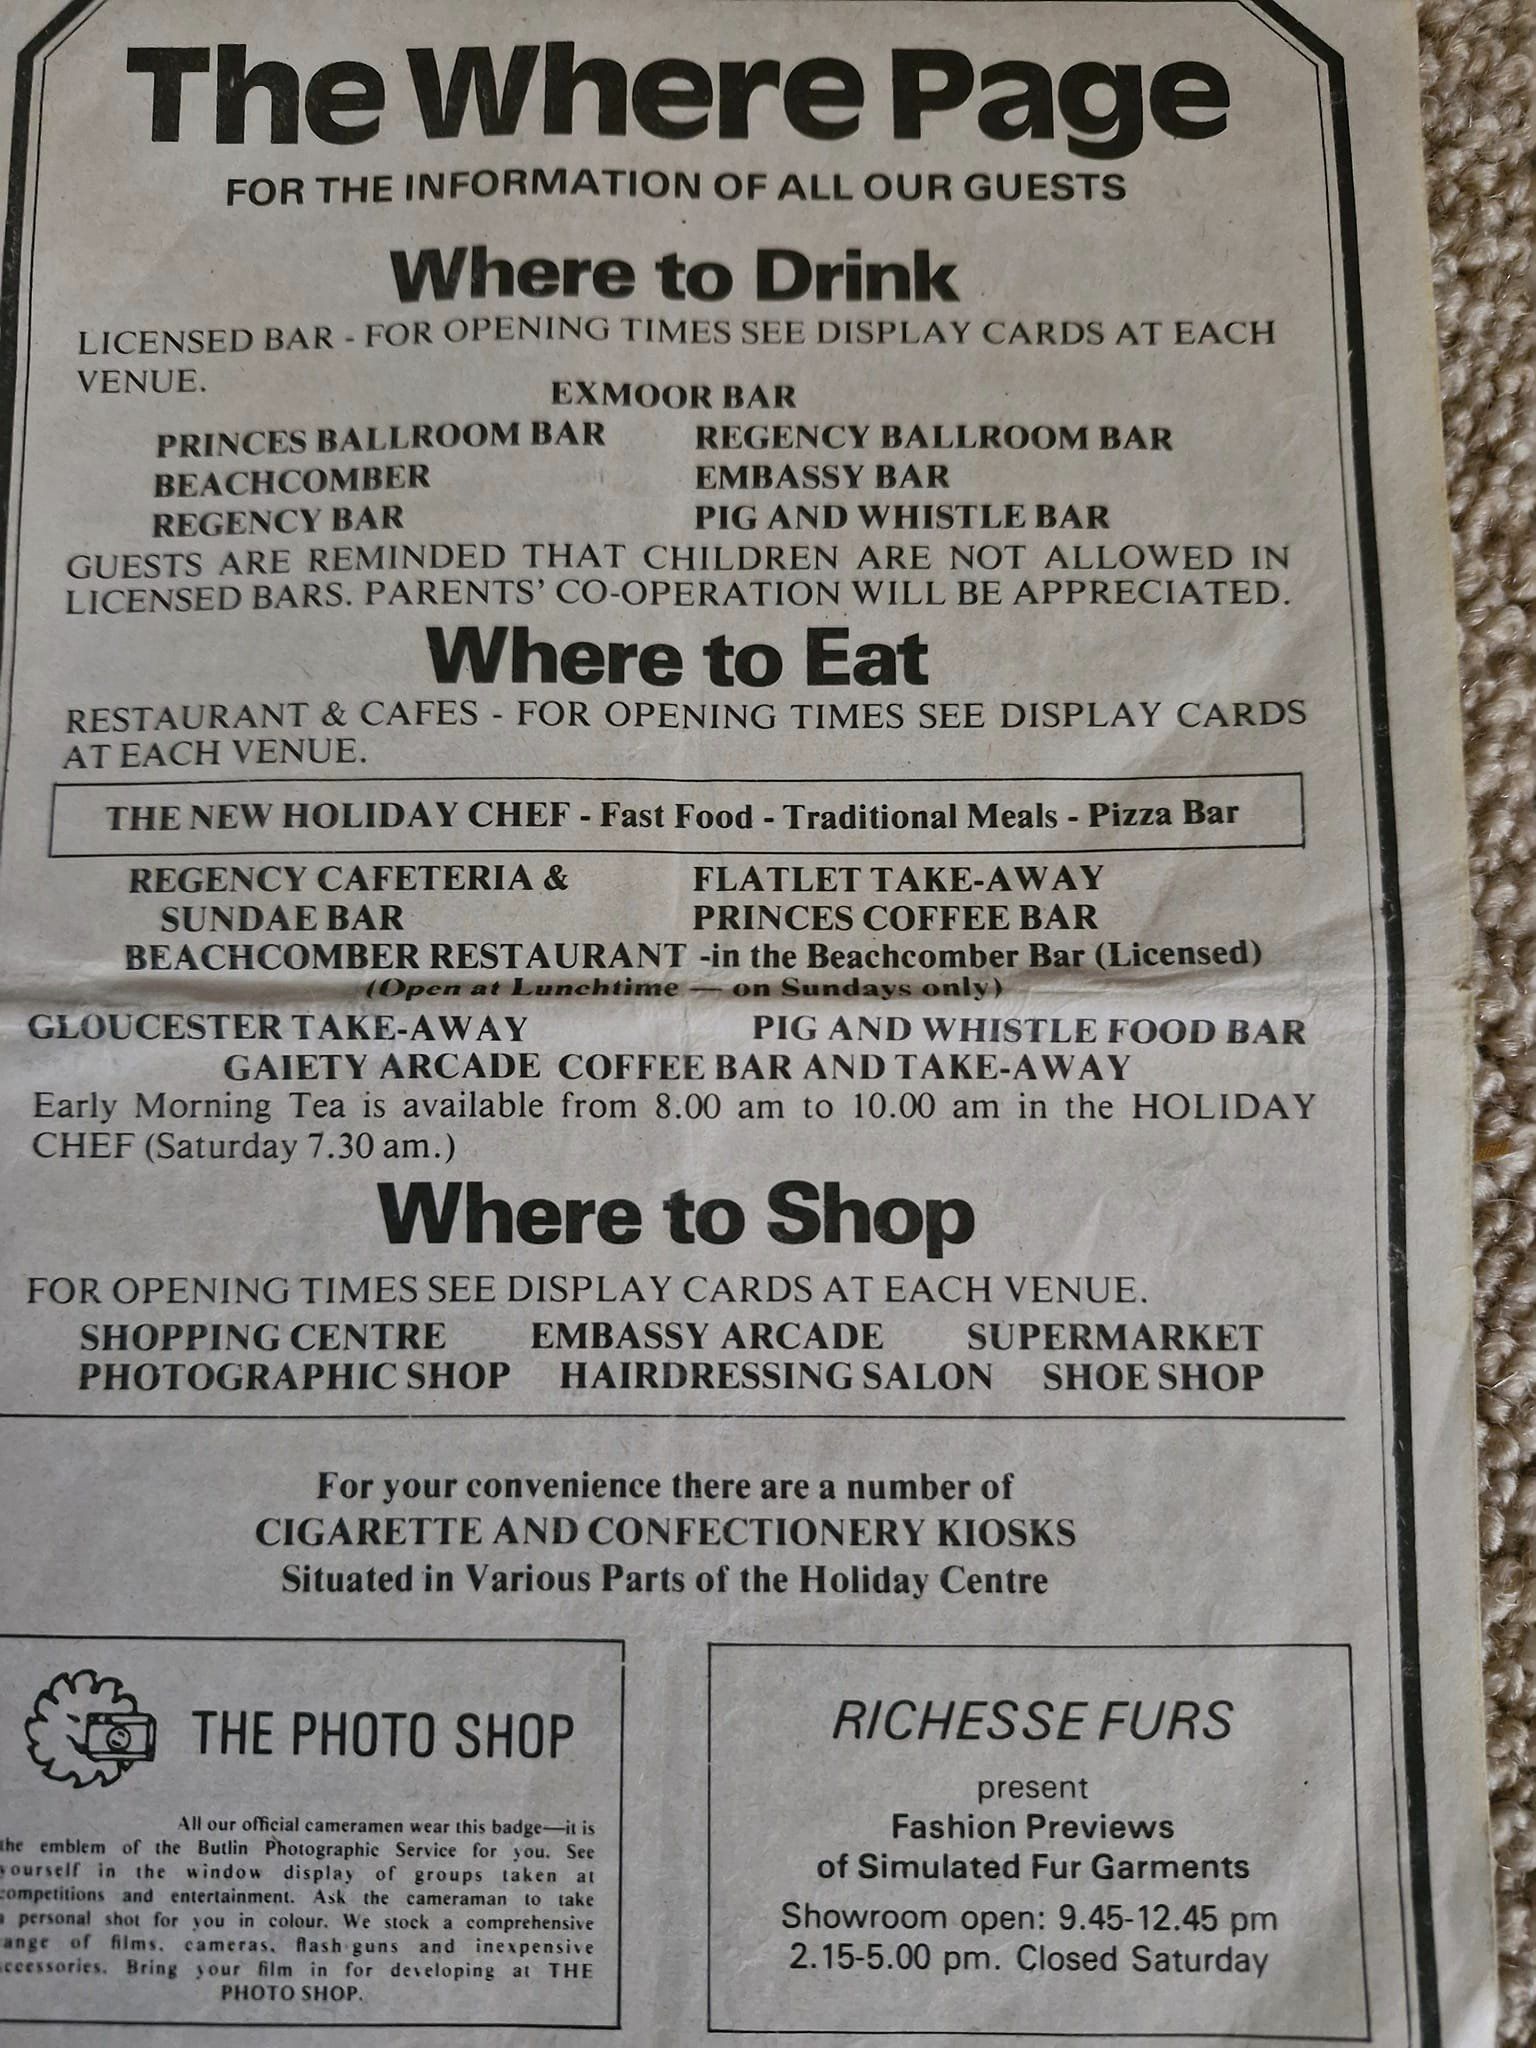 The Where Page
FOR THE INFORMATION OF ALL OUR GUESTS
Where to Drink
LICENSED BAR - FOR OPENING TIMES SEE DISPLAY CARDS AT EACH
VENUE.
EXMOOR BAR
PRINCES BALLROOM BAR REGENCY BALLROOM BAR
BEACHCOMBER EMBASSY BAR
REGENCY BAR PIG AND WHISTLE BAR
GUESTS ARE REMINDED THAT CHILDREN ARE NOT ALLOWED IN
LICENSED BARS. PARENTS' CO-OPERATION WILL BE APPRECIATED.
Where to Eat
RESTAURANT & CAFES - FOR OPENING TIMES SEE DISPLAY CARDS
AT EACH VENUE.
THE NEW HOLIDAY CHEF - Fast Food - Traditional Meals - Pizza Bar
REGENCY CAFETERIA & FLATLET TAKE-AWAY
SUNDAE BAR PRINCES COFFEE BAR
BEACHCOMBER RESTAURANT -in the Beachcomber Bar (Licensed)
(Open at Lunchtime — on Sundays only)
GLOUCESTER TAKE-AWAY PIG AND WHISTLE FOOD BAR
GAIETY ARCADE COFFEE BAR AND TAKE-AWAY
Early Morning Tea is available from 8.00 am to 10.00 am in the HOLIDAY
CHEF (Saturday 7.30 am.)
Where to Shop
FOR OPENING TIMES SEE DISPLAY CARDS AT EACH VENUE.
SHOPPING CENTRE EMBASSY ARCADE SUPERMARKET
PHOTOGRAPHIC SHOP HAIRDRESSING SALON SHOE SHOP
For your convenience there are a number of
CIGARETTE AND CONFECTIONERY KIOSKS
Situated in Various Parts of the Holiday Centre
THE PHOTO SHOP
All our official cameramen wear this badge—it is
the emblem of the Butlin Photographic Service for you. See
yourself in the window display of groups taken at
competitions and entertainment. Ask the cameraman to take
a personal shot for you in colour. We stock a comprehensive
range of films, cameras, flash guns and inexpensive
accessories. Bring your film in for developing at THE
PHOTO SHOP.
RICHESSE FURS
present
Fashion Previews
of Simulated Fur Garments
Showroom open: 9.45-12.45 pm
2.15-5.00 pm. Closed Saturday